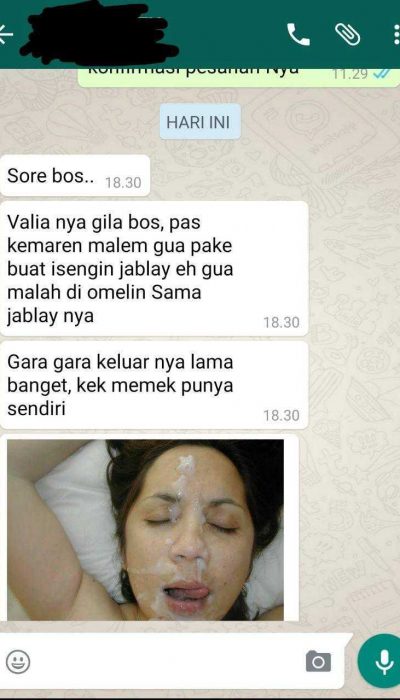 konfirmasi pesanan Nya
11.29
HARI INI
Sore bos..
18.30
Valia nya gila bos, pas
kemaren malem gua pake
buat isengin jablay eh gua
malah di omelin Sama
jablay nya
18.30
Gara gara keluar nya lama
banget, kek memek punya
sendiri
18.30